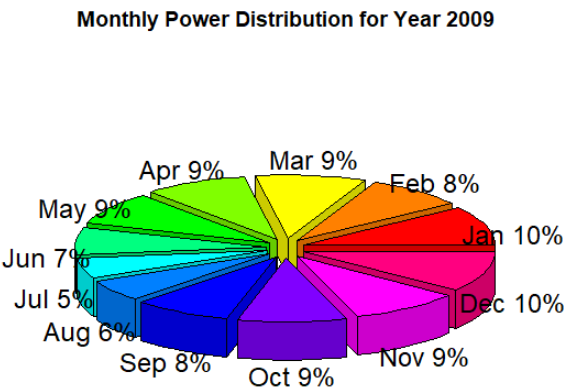 Monthly Power Distribution for Year 2009
Mar 9%
Apr 9%
Feb 8%
May 9%
Jan 10%
Jun 7%
Jul 5%
Dec 10%
Aug 6%
Sep 8%
Nov 9%
Oct 9%